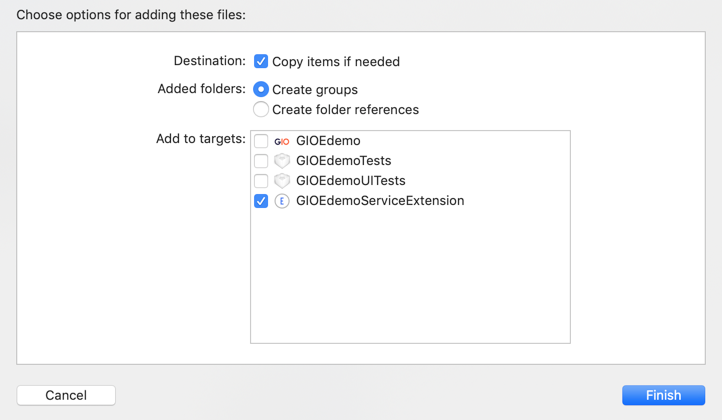 Choose options for adding these files:
Destination: Copy items if needed
Added folders: Create groups
Create folder references
Add to targets: GIO GIOEdemo
GIOEdemoTests
GIOEdemoUITests
E GIOEdemoServiceExtension
Cancel Finish